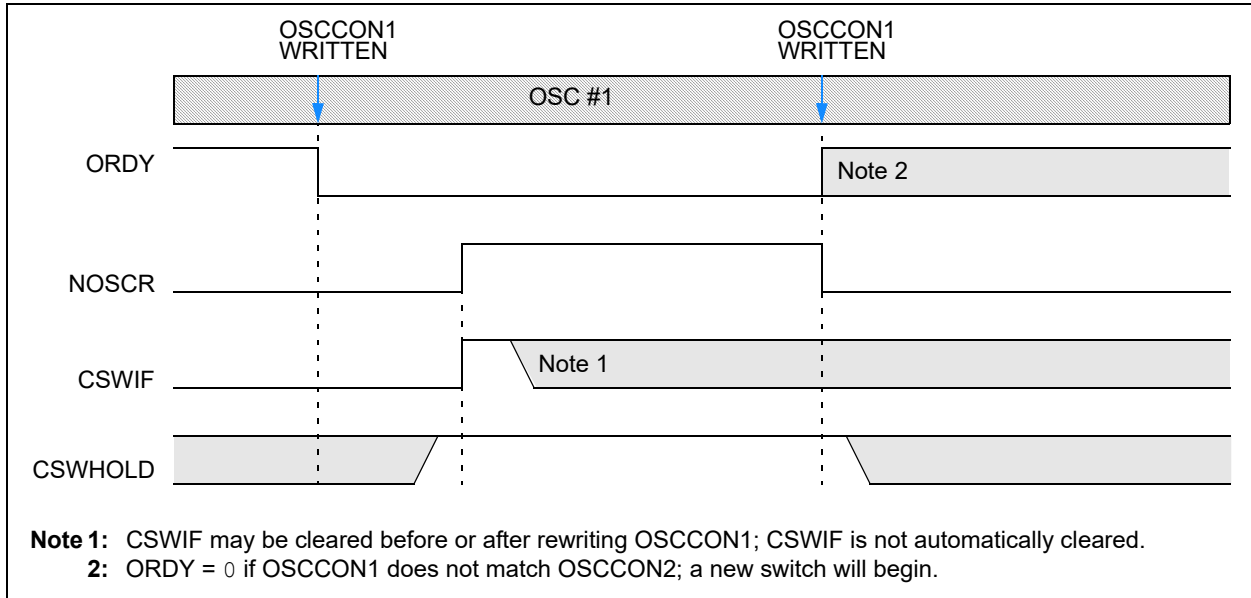 OSCCON1 OSCCON1
WRITTEN WRITTEN
OSC #1
ORDY
Note 2
NOSCR
CSWIF
Note 1
CSWHOLD
Note 1: CSWIF may be cleared before or after rewriting OSCCON1; CSWIF is not automatically cleared.
2: ORDY = 0 if OSCCON1 does not match OSCCON2; a new switch will begin.